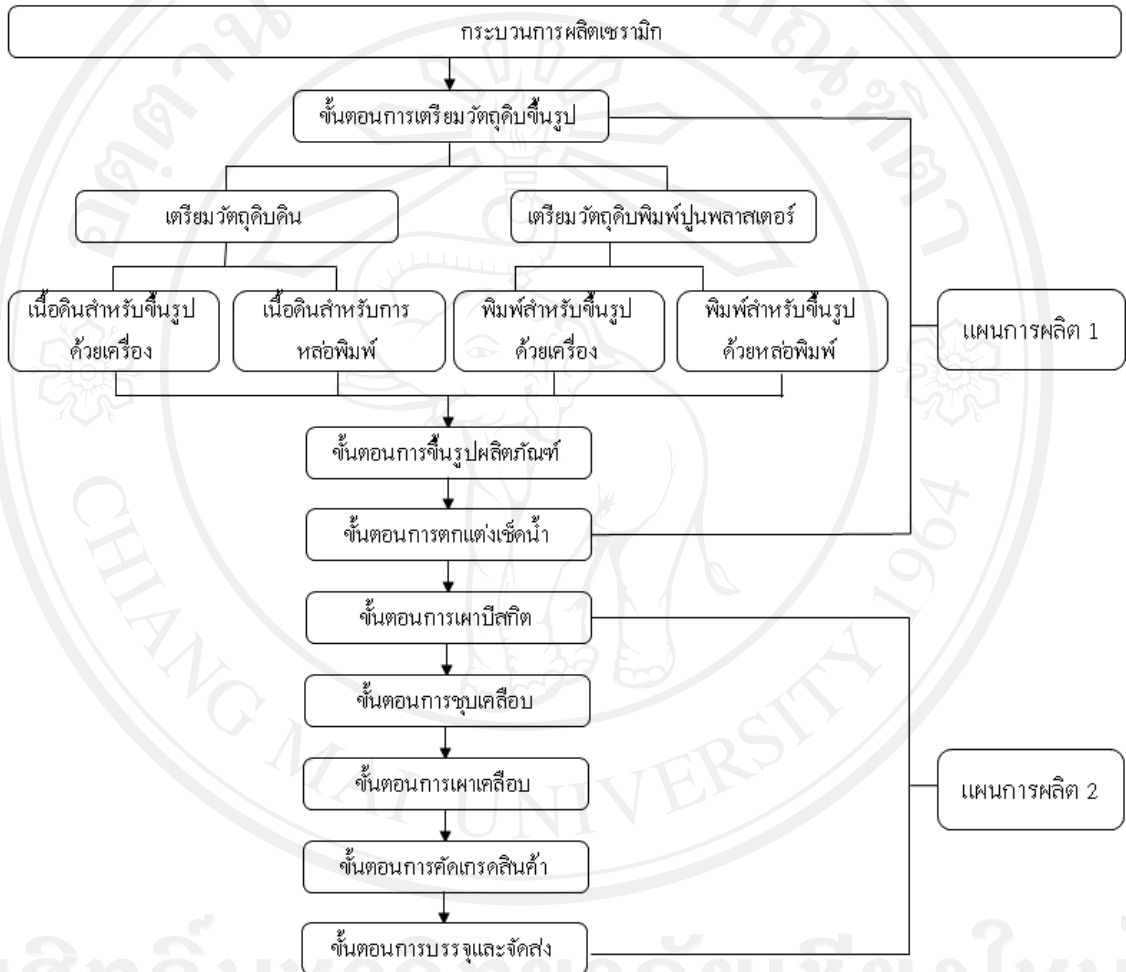 กระบวนการผลิตเซรามิก
ขั้นตอนการเตรียมวัตถุดิบขึ้นรูป
เตรียมวัตถุดิบดิน
เตรียมวัตถุดิบพิมพ์ปูนพลาสเตอร์
เนื้อดินสำหรับขึ้นรูป
ด้วยเครื่อง
เนื้อดินสำหรับการ
หล่อพิมพ์
พิมพ์สำหรับขึ้นรูป
ด้วยเครื่อง
พิมพ์สำหรับขึ้นรูป
ด้วยหล่อพิมพ์
แผนการผลิต 1
ขั้นตอนการขึ้นรูปผลิตภัณฑ์
ขั้นตอนการตกแต่งเช็ดน้ำ
ขั้นตอนการเผาบีสกิต
ขั้นตอนการชุบเคลือบ
ขั้นตอนการเผาเคลือบ
แผนการผลิต 2
ขั้นตอนการคัดเกรดสินค้า
ขั้นตอนการบรรจุและจัดส่ง
CHIANG MAI UNIVERSITY 1964